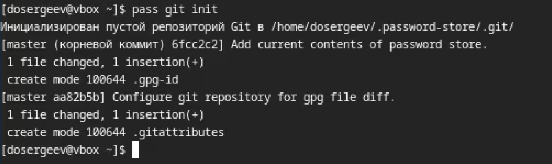 [dosergeev@vbox ~]$ pass git init
Инициализирован пустой репозиторий Git в /home/dosergeev/.password-store/.git/
[master (корневой коммит) 6fcc2c2] Add current contents of password store.
 1 file changed, 1 insertion(+)
 create mode 100644 .gpg-id
[master aa82b5b] Configure git repository for gpg file diff.
 1 file changed, 1 insertion(+)
 create mode 100644 .gitattributes
[dosergeev@vbox ~]$